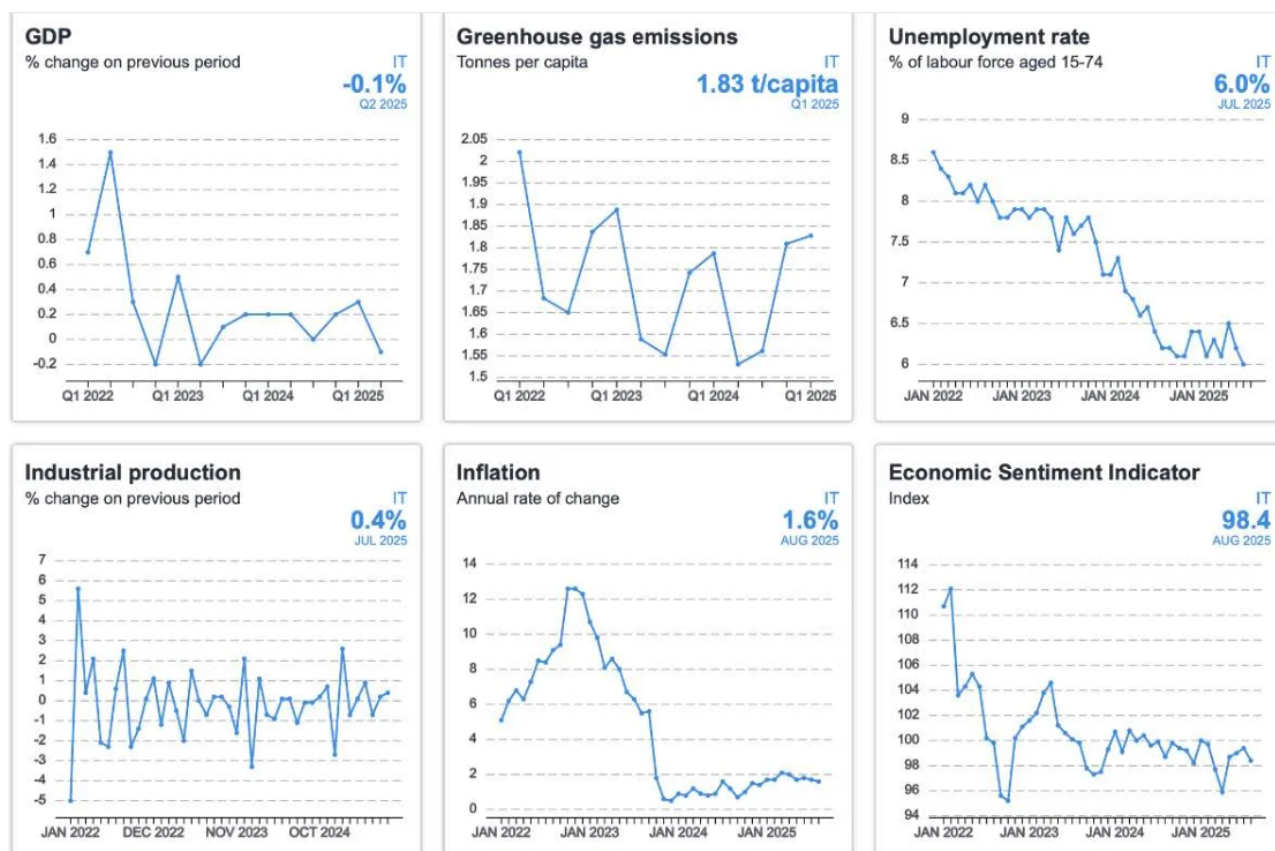 GDP
% change on previous period
IT
-0.1%
Q2 2025
1.6
1.4
1.2
1
0.8
0.6
0.4
0.2
0
-0.2
Q1 2022 Q1 2023 Q1 2024 Q1 2025
Greenhouse gas emissions
Tonnes per capita
IT
1.83 t/capita
Q1 2025
2.05
2
1.95
1.9
1.85
1.8
1.75
1.7
1.65
1.6
1.55
1.5
Q1 2022 Q1 2023 Q1 2024 Q1 2025
Unemployment rate
% of labour force aged 15-74
IT
6.0%
JUL 2025
9
8.5
8
7.5
7
6.5
6
JAN 2022 JAN 2023 JAN 2024 JAN 2025
Industrial production
% change on previous period
IT
0.4%
JUL 2025
7
6
5
4
3
2
1
0
-1
-2
-3
-4
-5
JAN 2022 DEC 2022 NOV 2023 OCT 2024
Inflation
Annual rate of change
IT
1.6%
AUG 2025
14
12
10
8
6
4
2
0
JAN 2022 JAN 2023 JAN 2024 JAN 2025
Economic Sentiment Indicator
Index
IT
98.4
AUG 2025
114
112
110
108
106
104
102
100
98
96
94
JAN 2022 JAN 2023 JAN 2024 JAN 2025